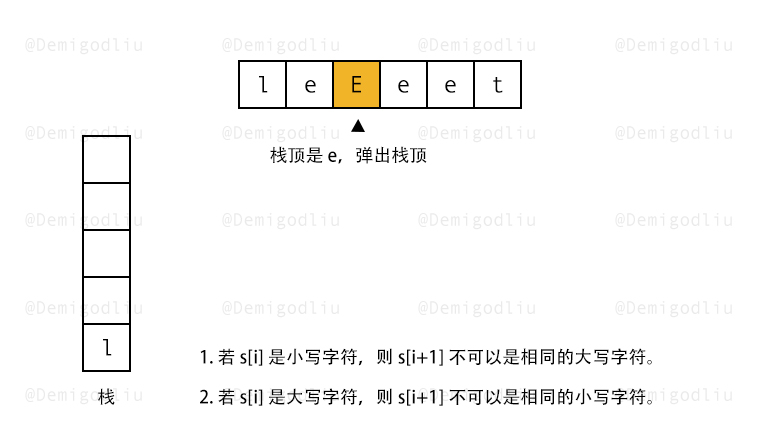 @Demigodliu @Demigodliu @Demigodliu @Demigodliu
l e E e e t
@Demigodliu @Demigodliu @Demigodliu @Demigodliu
栈顶是 e，弹出栈顶
@Demigodliu @Demigodliu @Demigodliu @Demigodliu
@Demigodliu @Demigodliu @Demigodliu @Demigodliu
l
1. 若 s[i] 是小写字符，则 s[i+1] 不可以是相同的大写字符。
@Demigodliu @Demigodliu @Demigodliu @Demigodliu
栈
2. 若 s[i] 是大写字符，则 s[i+1] 不可以是相同的小写字符。